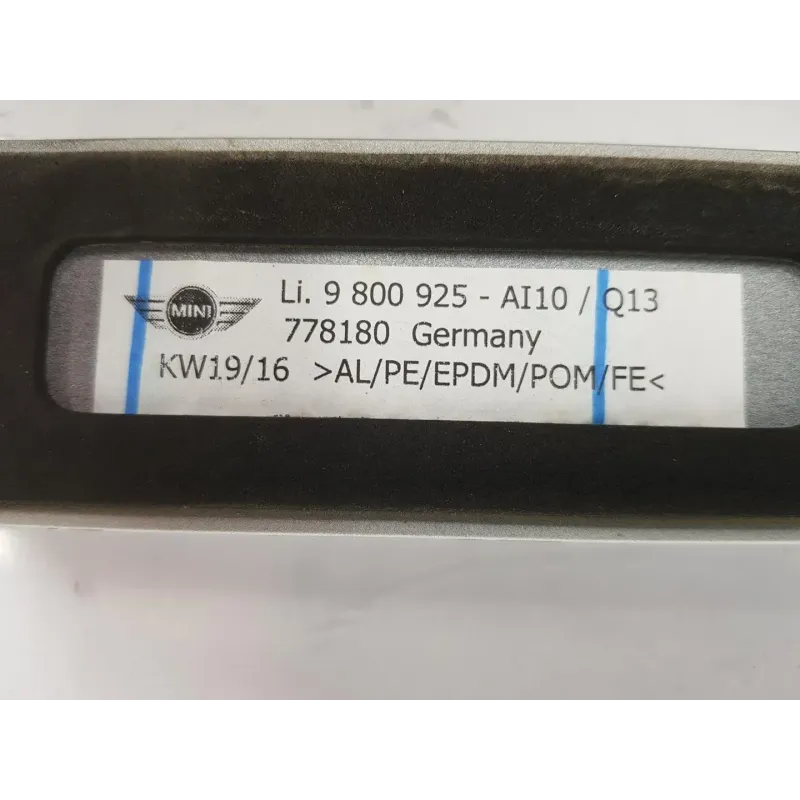 MINI
Li. 9 800 925 - AI10 / Q13
778180 Germany
KW19/16 >AL/PE/EPDM/POM/FE<